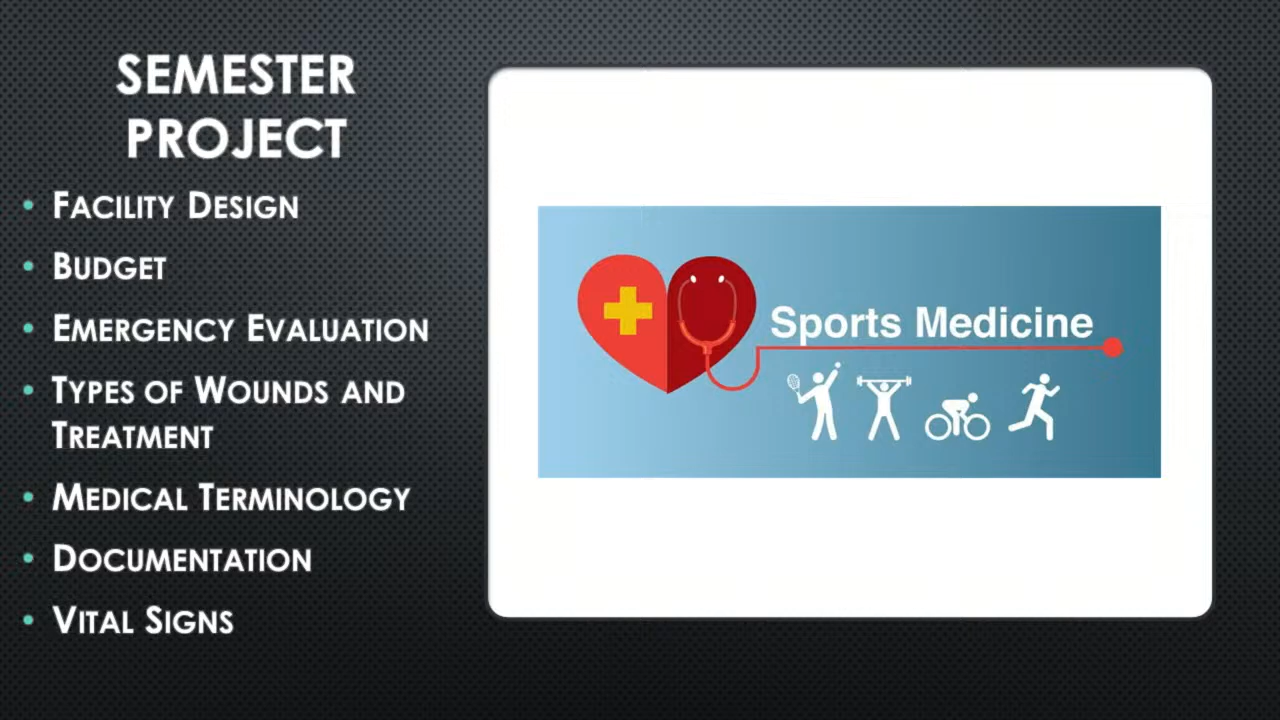 SEMESTER
PROJECT
• FACILITY DESIGN
• BUDGET
• EMERGENCY EVALUATION
• TYPES OF WOUNDS AND
TREATMENT
• MEDICAL TERMINOLOGY
• DOCUMENTATION
• VITAL SIGNS
Sports Medicine